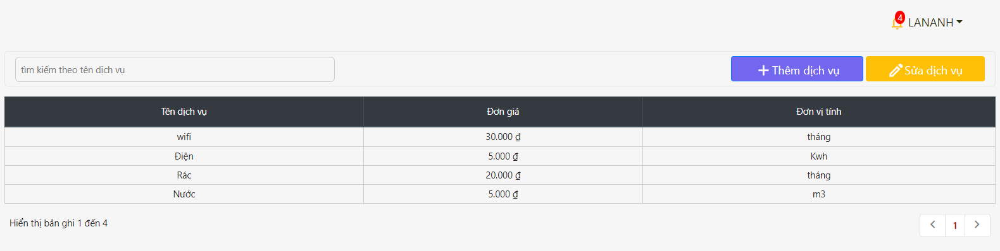 4 LANANH
tìm kiếm theo tên dịch vụ
Thêm dịch vụ Sửa dịch vụ
Tên dịch vụ Đơn giá Đơn vị tính
wifi 30.000 ₫ tháng
Điện 5.000 ₫ Kwh
Rác 20.000 ₫ tháng
Nước 5.000 ₫ m3
Hiển thị bản ghi 1 đến 4 1